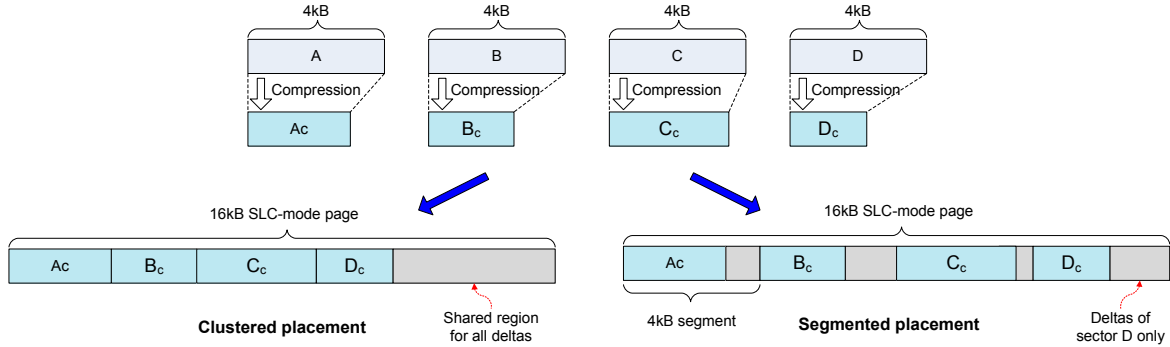 4kB 4kB 4kB 4kB
A B C D
Compression Compression Compression Compression
Ac Bc Cc Dc
16kB SLC-mode page 16kB SLC-mode page
Ac Bc Cc Dc Ac Bc Cc Dc
Clustered placement
Shared region
for all deltas
4kB segment
Segmented placement
Deltas of
sector D only